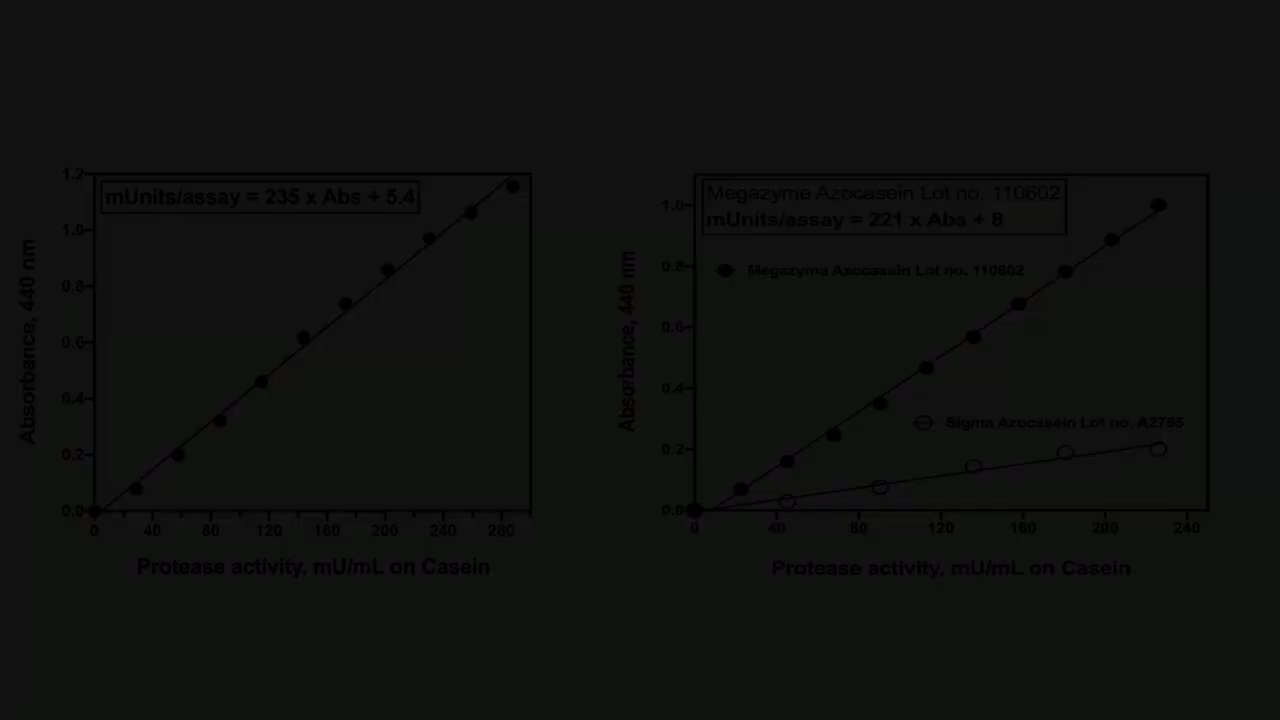 mUnits/assay = 235 x Abs + 5.4
1.2
1.0
0.8
0.6
0.4
0.2
0.0
0 40 80 120 160 200 240 280
Absorbance, 440 nm
Protease activity, mU/mL on Casein
Megazyme Azocasein Lot no. 110602
mUnits/assay = 221 x Abs + 8
Megazyme Azocasein Lot no. 110602
Sigma Azocasein Lot no. A2765
1.0
0.8
0.6
0.4
0.2
0.0
0 40 80 120 160 200 240
Absorbance, 440 nm
Protease activity, mU/mL on Casein